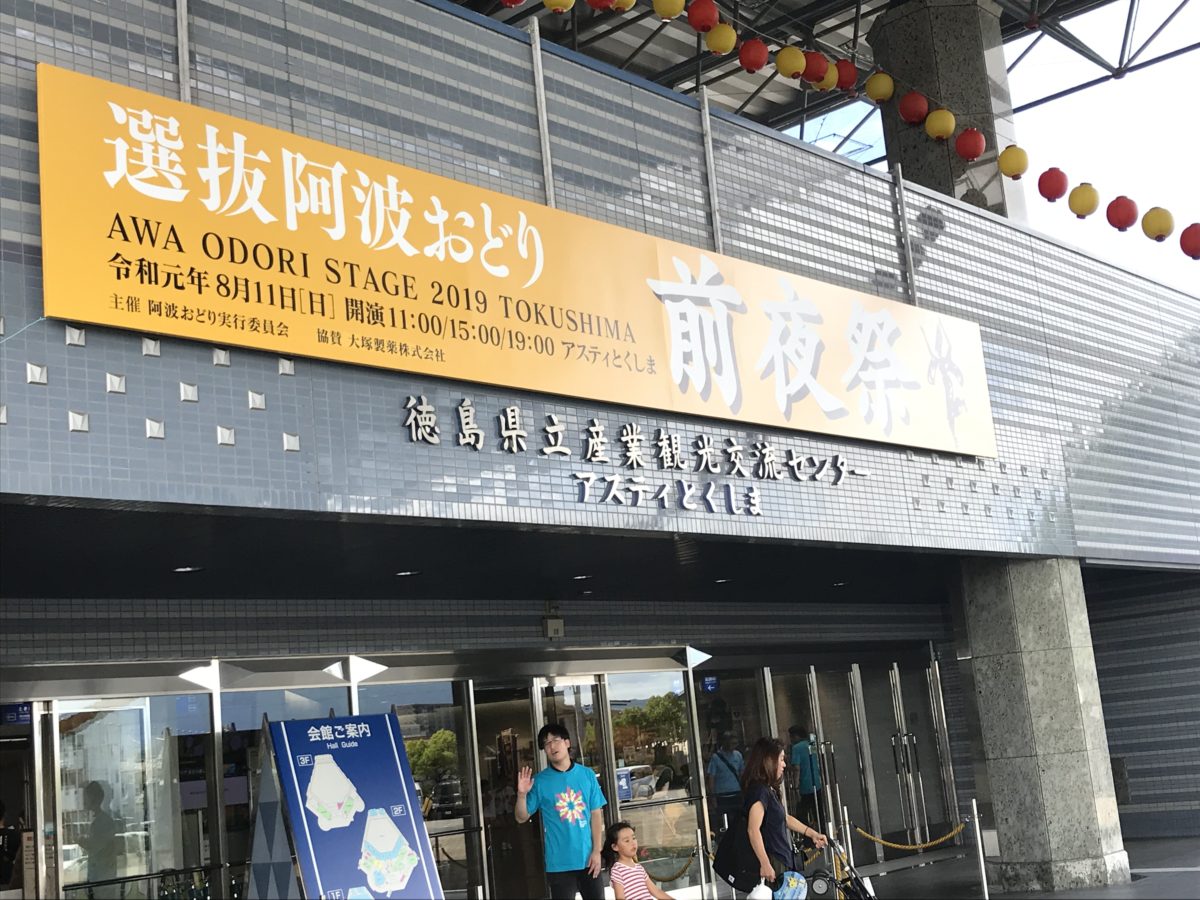 選抜阿波おどり
AWA ODORI STAGE 2019 TOKUSHIMA
令和元年8月11日[日] 開演11:00/15:00/19:00 アスティとくしま
主催 阿波おどり実行委員会 協賛 大塚製薬株式会社
前夜祭
徳島県立産業観光交流センター
アスティとくしま
会館ご案内
Hall Guide
3F
2F
1F